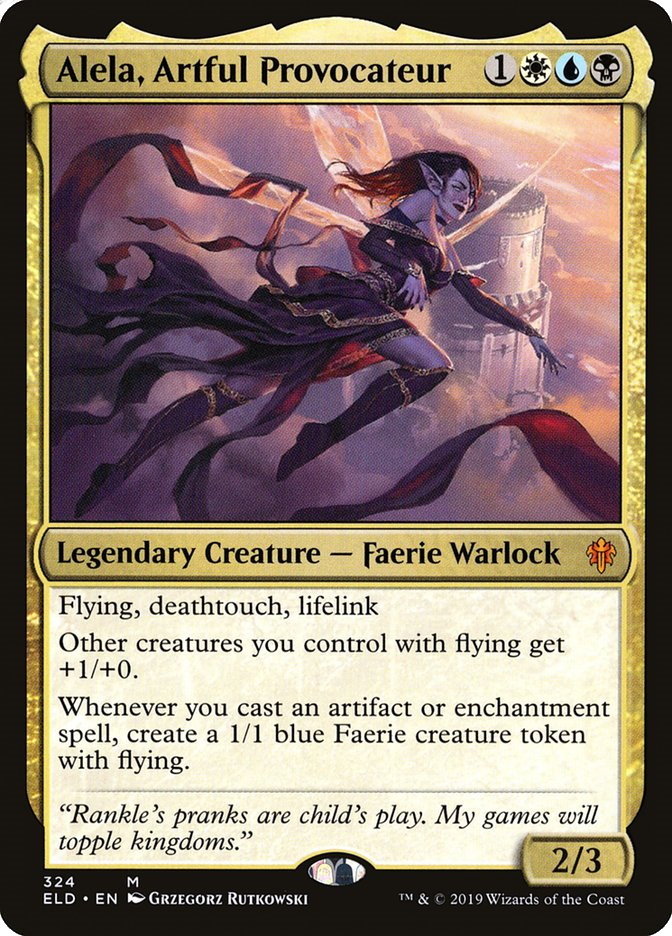 Alela, Artful Provocateur 1
Legendary Creature — Faerie Warlock
Flying, deathtouch, lifelink
Other creatures you control with flying get
+1/+0.
Whenever you cast an artifact or enchantment
spell, create a 1/1 blue Faerie creature token
with flying.
“Rankle’s pranks are child’s play. My games will
topple kingdoms.”
2/3
324 M
ELD • EN Grzegorz Rutkowski ™ & © 2019 Wizards of the Coast